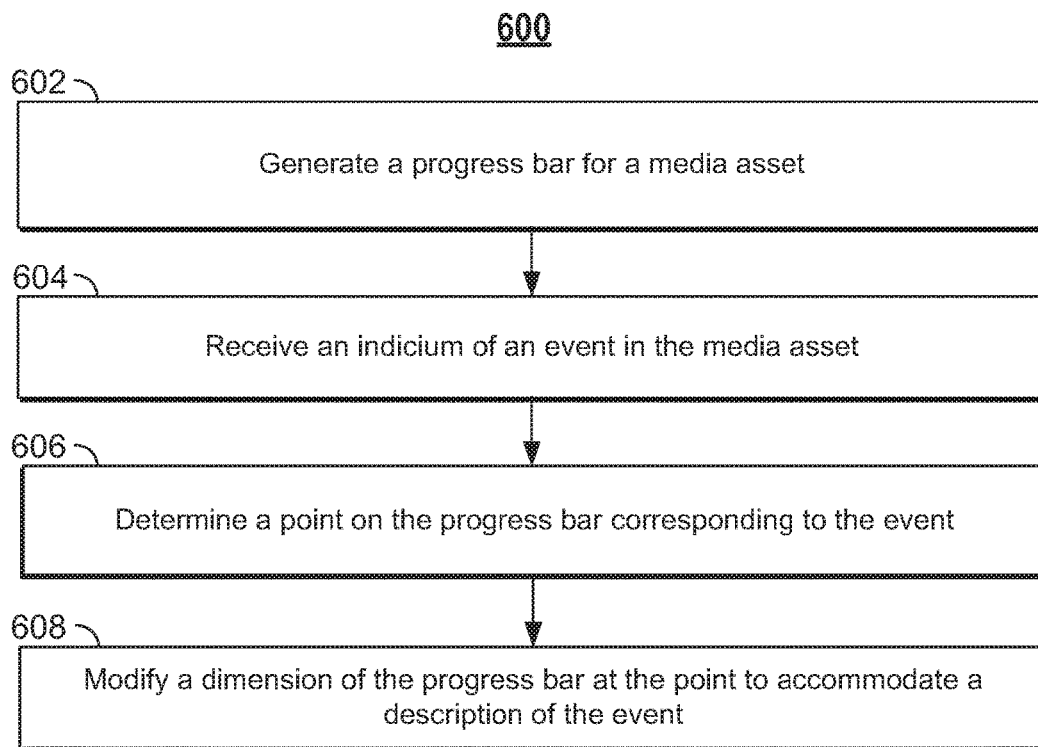 600
602
Generate a progress bar for a media asset
604
Receive an indicium of an event in the media asset
606
Determine a point on the progress bar corresponding to the event
608
Modify a dimension of the progress bar at the point to accommodate a
description of the event